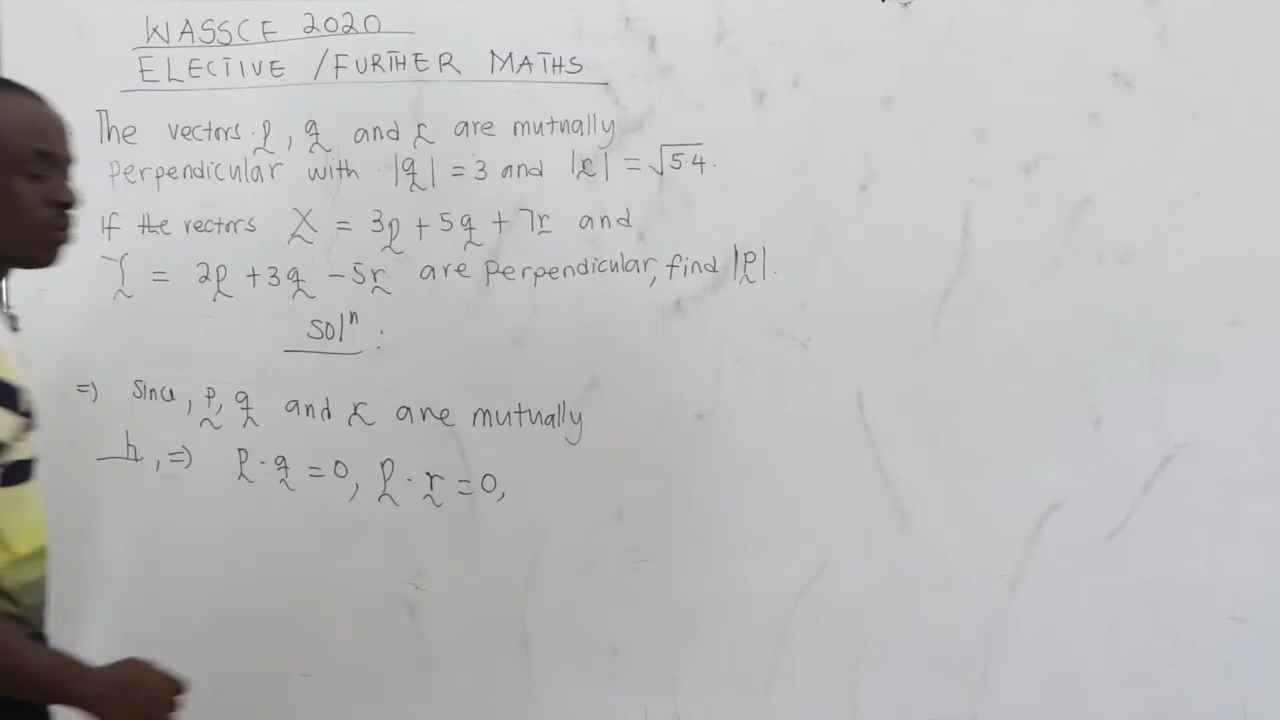 WASSCE 2020
ELECTIVE /FURTHER MATHS
The vectors p, q and r are mutually
perpendicular with |q| = 3 and |r| = √5.4.
If the vectors X = 3p + 5q + 7r and
Y = 2p + 3q - 5r are perpendicular, find |p|.
Solⁿ:
=) Since, p, q and r are mutually
, =) p · q = 0, p · r = 0,